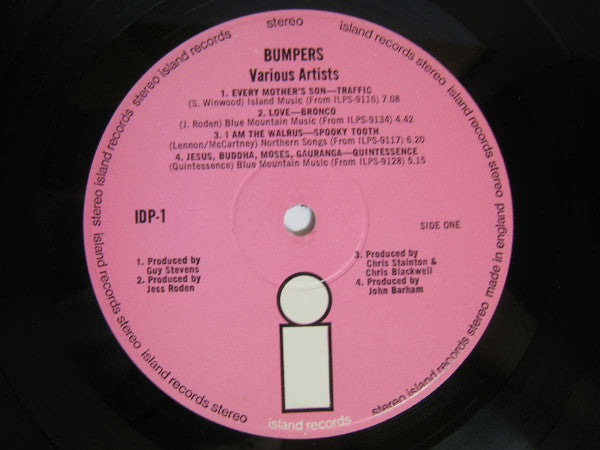 stereo island records stereo island records stereo island records stereo island records stereo island records stereo made in england
BUMPERS
Various Artists
1. EVERY MOTHER'S SON—TRAFFIC
(S. Winwood) Island Music (From ILPS-9116) 7.08
2. LOVE—BRONCO
(J. Roden) Blue Mountain Music (From ILPS-9134) 4.42
3. I AM THE WALRUS—SPOOKY TOOTH
(Lennon/McCartney) Northern Songs (From ILPS-9117) 6.20
4. JESUS, BUDDHA, MOSES, GAURANGA—QUINTESSENCE
(Quintessence) Blue Mountain Music (From ILPS-9128) 5.15
IDP-1
SIDE ONE
1. Produced by
Guy Stevens
2. Produced by
Jess Roden
3. Produced by
Chris Stainton &
Chris Blackwell
4. Produced by
John Barham
i
island records